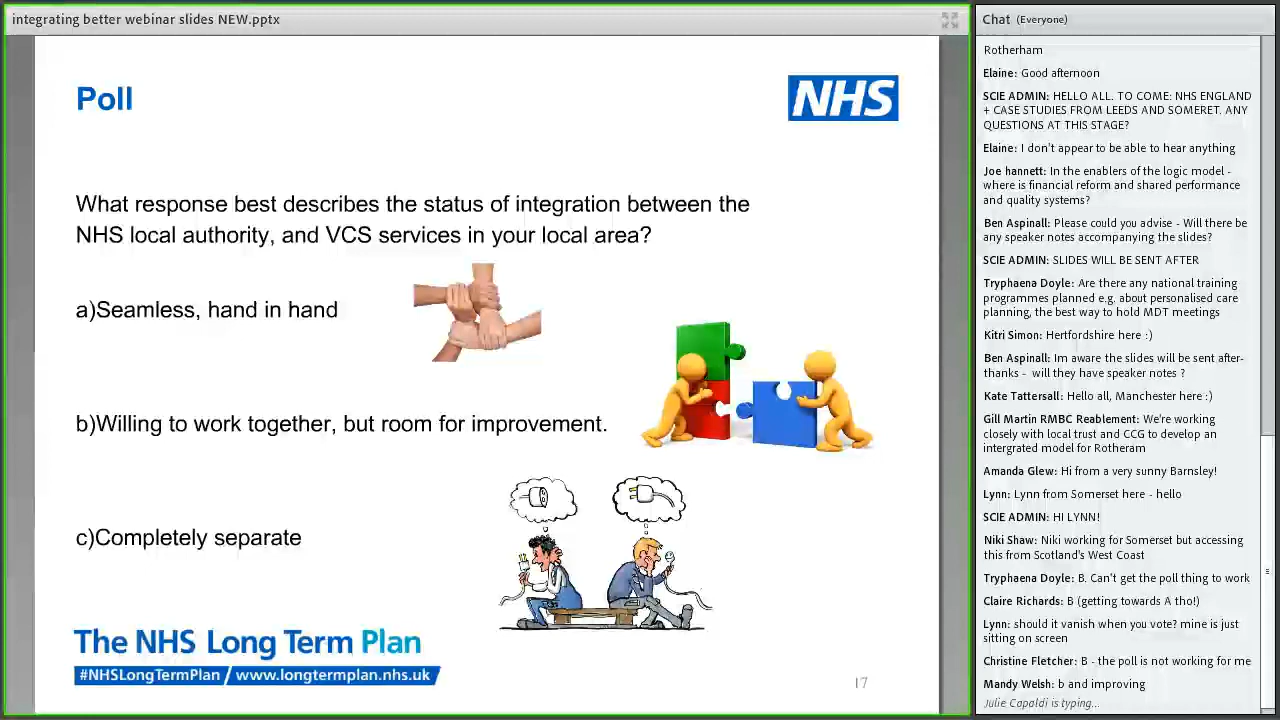 integrating better webinar slides NEW.pptx
Poll
NHS
What response best describes the status of integration between the
NHS local authority, and VCS services in your local area?
a)Seamless, hand in hand
b)Willing to work together, but room for improvement.
c)Completely separate
The NHS Long Term Plan
#NHSLongTermPlan / www.longtermplan.nhs.uk
17
Chat (Everyone)
Rotherham
Elaine: Good afternoon
SCIE ADMIN: HELLO ALL. TO COME: NHS ENGLAND
+ CASE STUDIES FROM LEEDS AND SOMERET. ANY
QUESTIONS AT THIS STAGE?
Elaine: I don't appear to be able to hear anything
Joe hannett: In the enablers of the logic model -
where is financial reform and shared performance
and quality systems?
Ben Aspinall: Please could you advise - Will there be
any speaker notes accompanying the slides?
SCIE ADMIN: SLIDES WILL BE SENT AFTER
Tryphaena Doyle: Are there any national training
programmes planned e.g. about personalised care
planning, the best way to hold MDT meetings
Kitri Simon: Hertfordshire here :)
Ben Aspinall: Im aware the slides will be sent after-
thanks - will they have speaker notes ?
Kate Tattersall: Hello all, Manchester here :)
Gill Martin RMBC Reablement: We're working
closely with local trust and CCG to develop an
intergrated model for Rotheram
Amanda Glew: Hi from a very sunny Barnsley!
Lynn: Lynn from Somerset here - hello
SCIE ADMIN: HI LYNN!
Niki Shaw: Niki working for Somerset but accessing
this from Scotland's West Coast
Tryphaena Doyle: B. Can't get the poll thing to work
Claire Richards: B (getting towards A tho!)
Lynn: should it vanish when you vote? mine is just
sitting on screen
Christine Fletcher: B - the poll is not working for me
Mandy Welsh: b and improving
Julie Capaldi is typing...